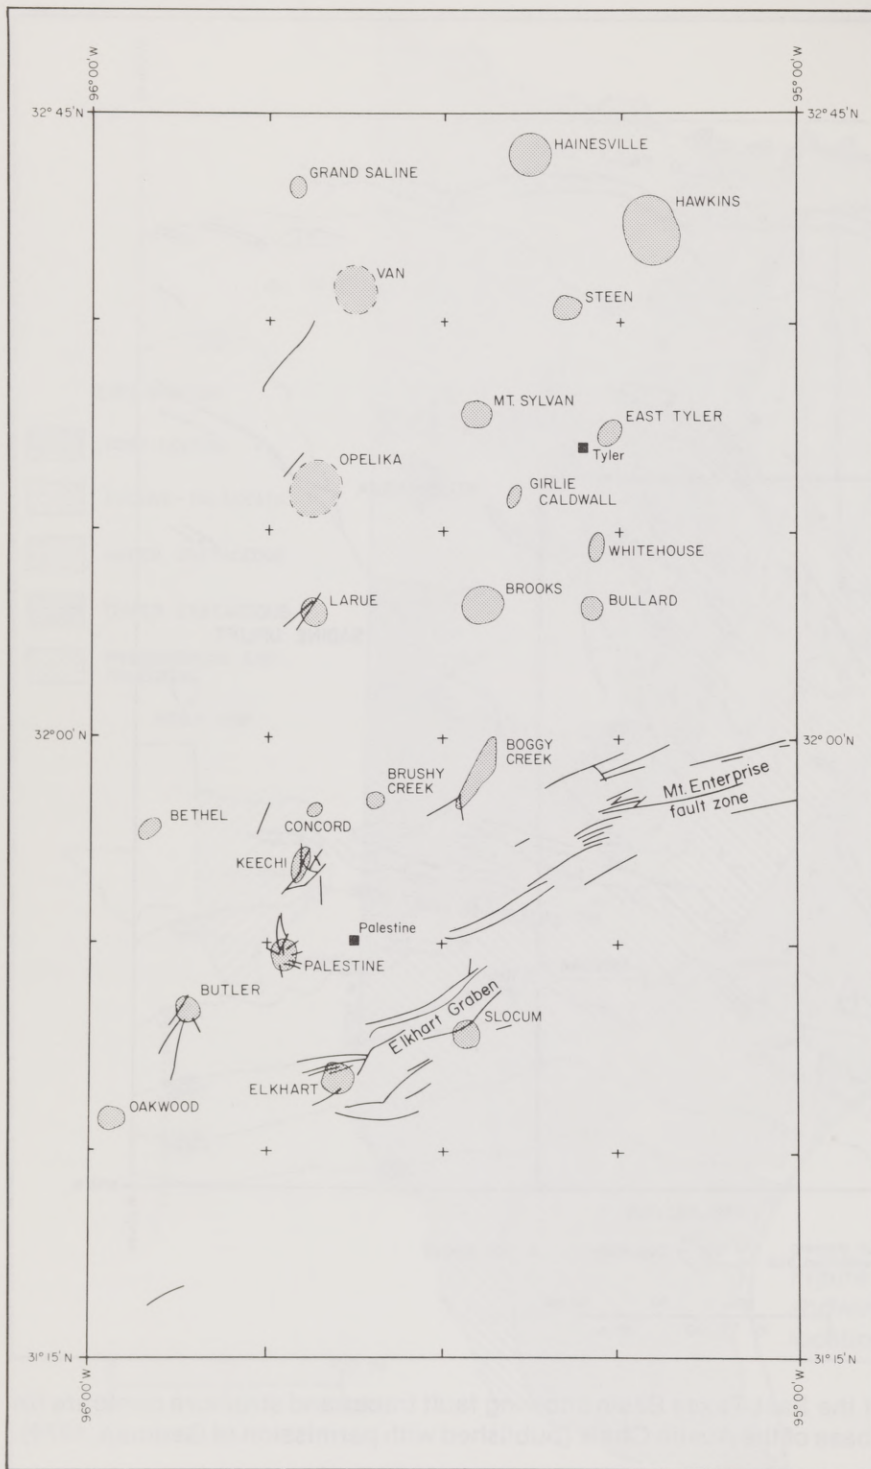 96°00'W
95°00'W
32°45'N
HAINESVILLE
GRAND SALINE
HAWKINS
VAN
STEEN
MT. SYLVAN
EAST TYLER
Tyler
OPELIKA
GIRLIE
CALDWALL
WHITEHOUSE
LARUE
BROOKS
BULLARD
32°00'N
32°00'N
BOGGY
CREEK
BRUSHY
CREEK
Mt. Enterprise
fault zone
BETHEL
CONCORD
KEECHI
Palestine
PALESTINE
BUTLER
Elkhart Graben
SLOCUM
ELKHART
OAKWOOD
31°15'N
31°15'N
96°00'W
95°00'W